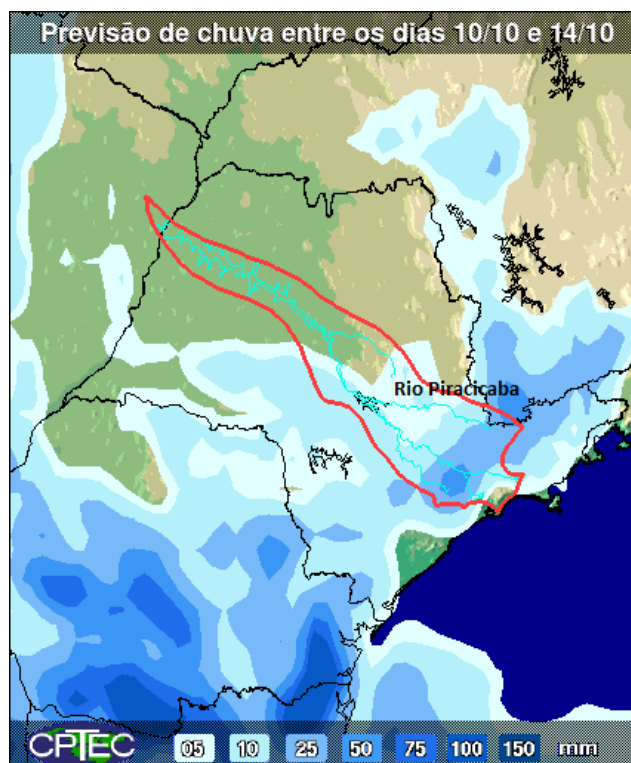 Previsão de chuva entre os dias 10/10 e 14/10
Rio Piracicaba
CPTEC 05 10 25 50 75 100 150 mm